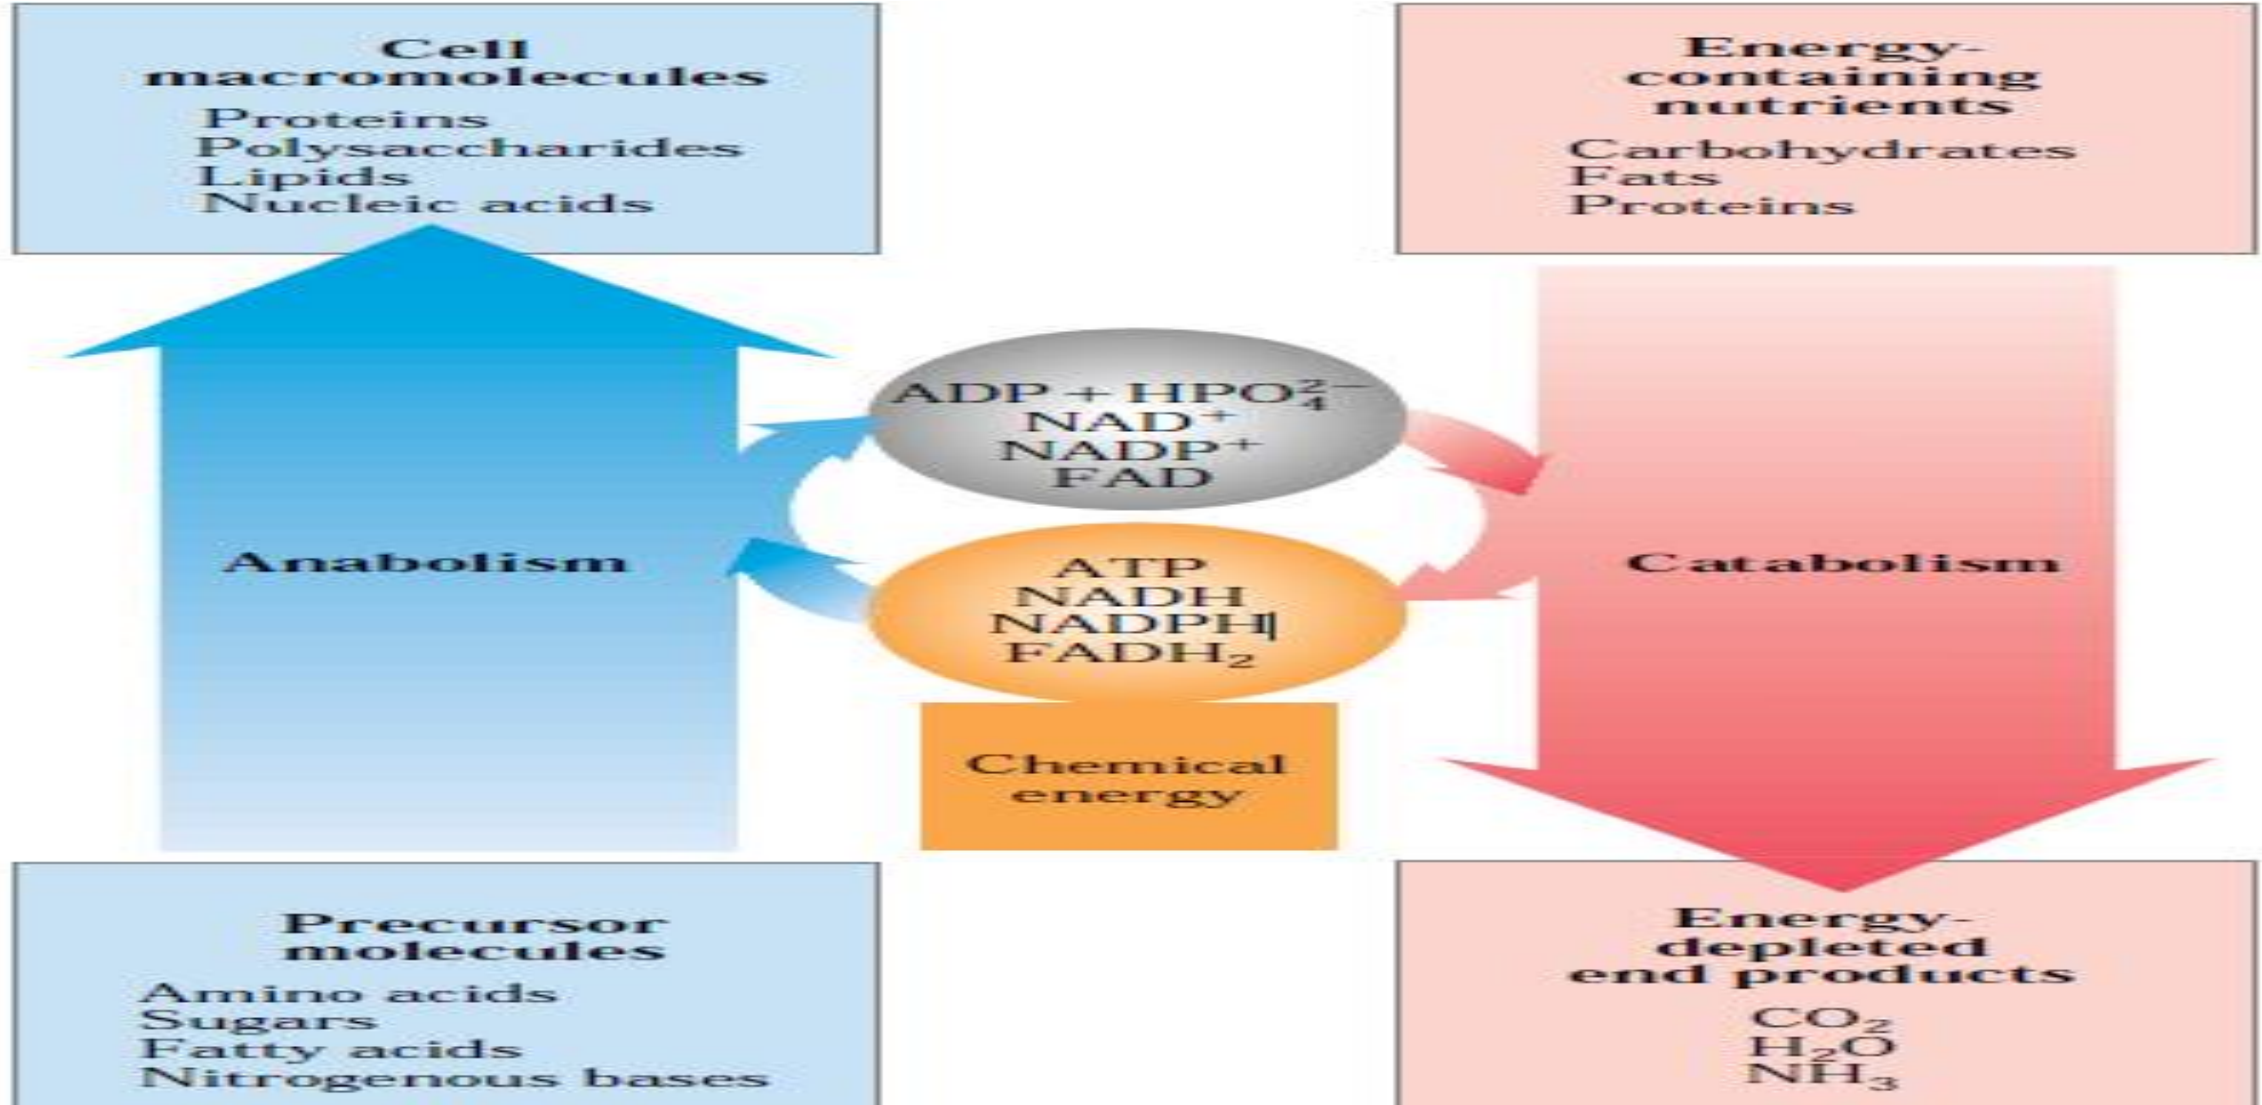 Cell
macromolecules
Proteins
Polysaccharides
Lipids
Nucleic acids
Energy-
containing
nutrients
Carbohydrates
Fats
Proteins
ADP + HPO₄²⁻
NAD⁺
NADP⁺
FAD
Anabolism
ATP
NADH
NADPH|
FADH₂
Catabolism
Chemical
energy
Precursor
molecules
Amino acids
Sugars
Fatty acids
Nitrogenous bases
Energy-
depleted
end products
CO₂
H₂O
NH₃